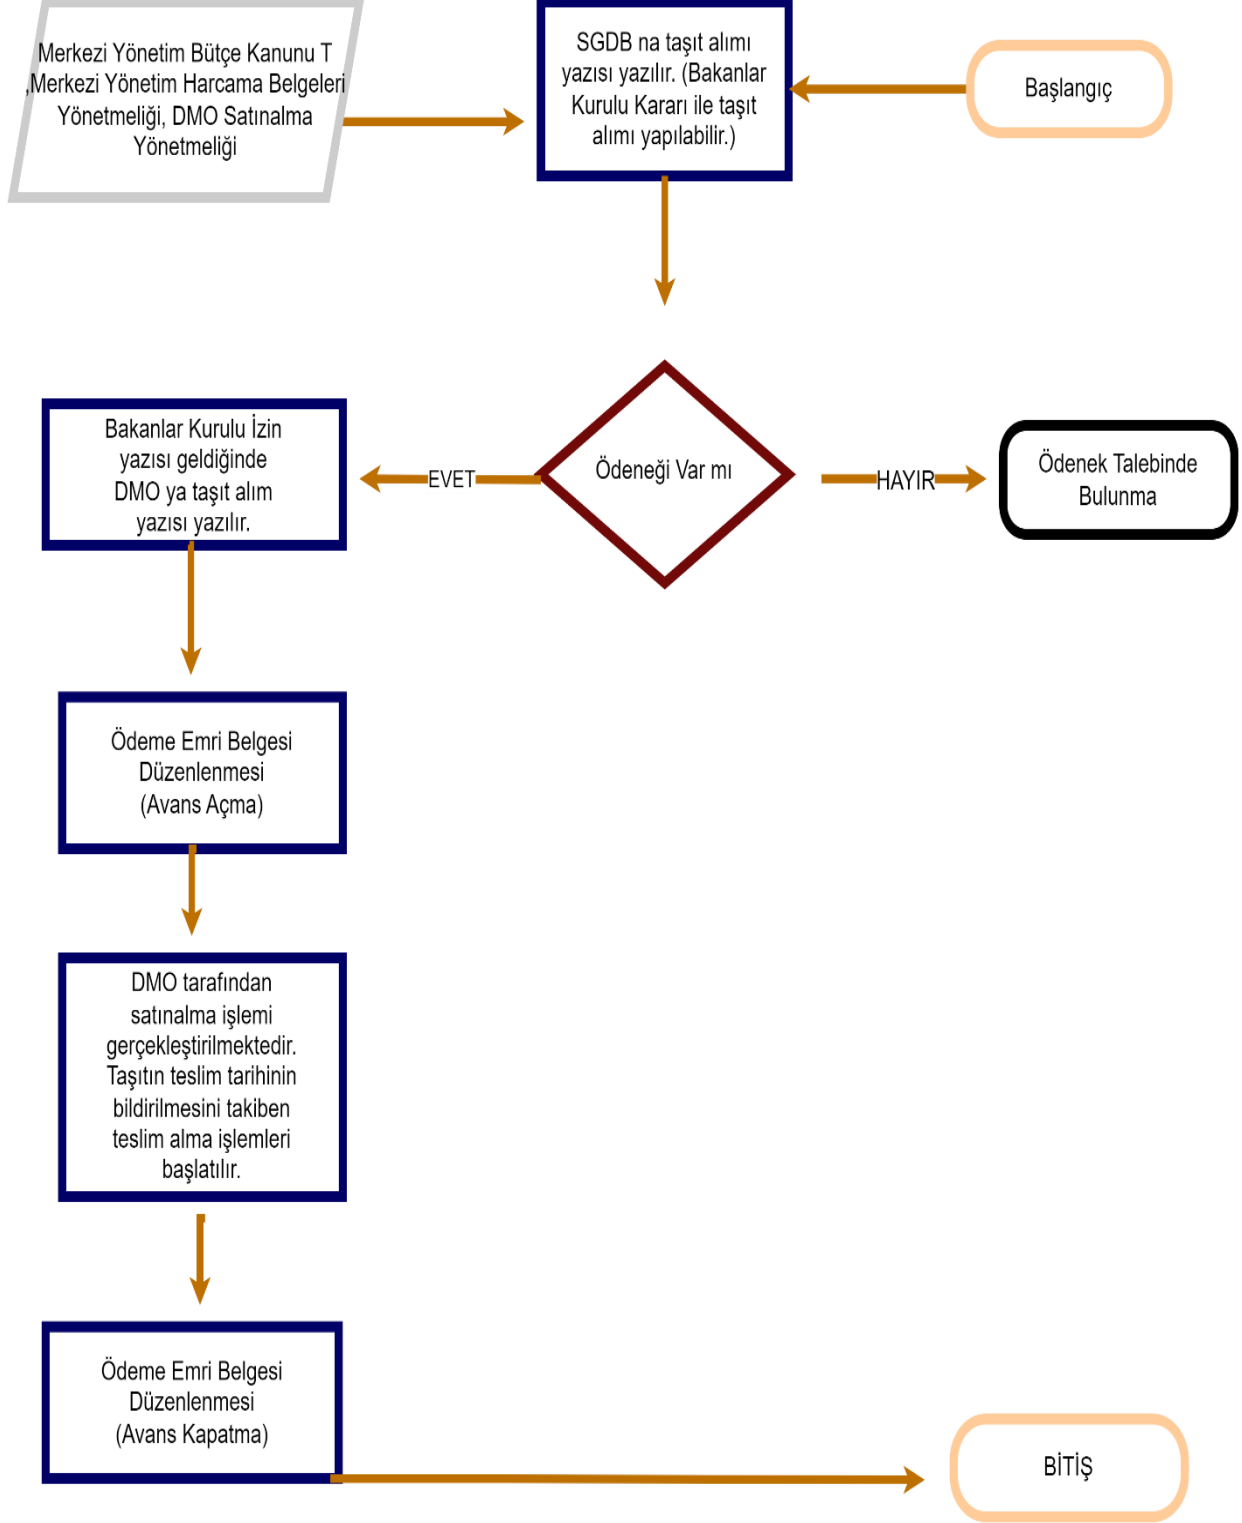 Merkezi Yönetim Bütçe Kanunu T
,Merkezi Yönetim Harcama Belgeleri
Yönetmeliği, DMO Satınalma
Yönetmeliği
SGDB na taşıt alımı
yazısı yazılır. (Bakanlar
Kurulu Kararı ile taşıt
alımı yapılabilir.)
Başlangıç
Bakanlar Kurulu İzin
yazısı geldiğinde
DMO ya taşıt alım
yazısı yazılır.
EVET
Ödeneği Var mı
HAYIR
Ödenek Talebinde
Bulunma
Ödeme Emri Belgesi
Düzenlenmesi
(Avans Açma)
DMO tarafından
satınalma işlemi
gerçekleştirilmektedir.
Taşıtın teslim tarihinin
bildirilmesini takiben
teslim alma işlemleri
başlatılır.
Ödeme Emri Belgesi
Düzenlenmesi
(Avans Kapatma)
BİTİŞ